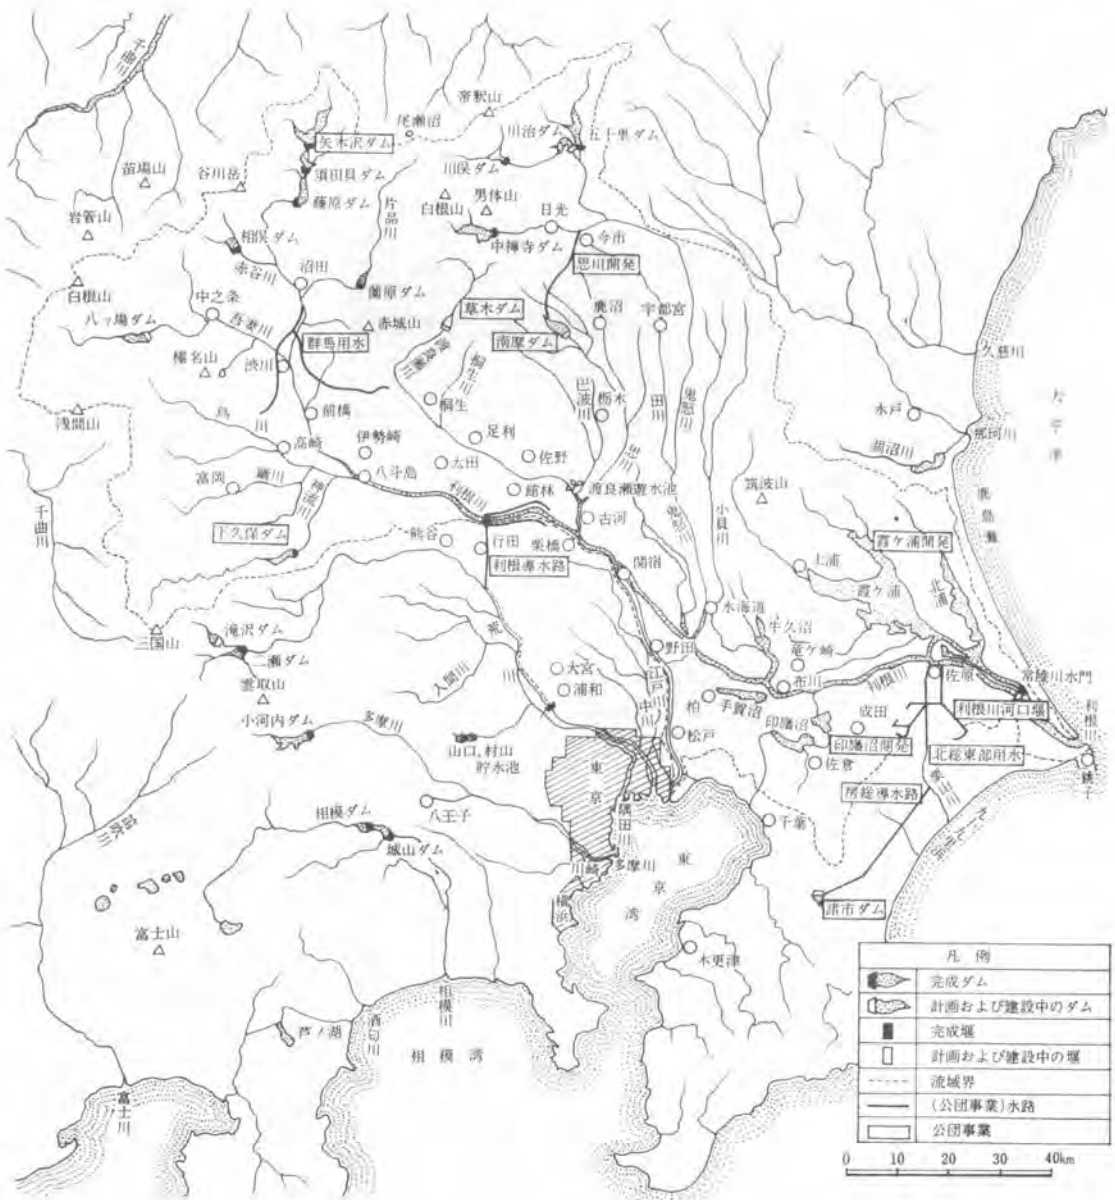 千曲川
帝釈山
尾瀬沼
川治ダム
五十里ダム
矢木沢ダム
須田貝ダム
川俣ダム
苗場山
谷川岳
藤原ダム
片品川
白根山
男体山
日光
岩菅山
相俣ダム
中禅寺ダム
今市
赤谷川
沼田
思川開発
白根山
中之条
薗原ダム
草木ダム
鹿沼
宇都宮
八ッ場ダム
吾妻川
赤城山
群馬用水
渡良瀬川
南摩ダム
久慈川
榛名山
渋川
桐生川
巴波川
栃木
田川
鬼怒川
太平洋
浅間山
烏川
前橋
桐生
水戸
那珂川
高崎
伊勢崎
足利
思川
涸沼川
富岡
鏑川
八斗島
太田
佐野
筑波山
鹿島灘
神流川
利根川
館林
渡良瀬遊水池
鬼怒川
小貝川
千曲川
下久保ダム
熊谷
行田
栗橋
古河
霞ケ浦開発
利根導水路
関宿
土浦
霞ケ浦
北浦
三国山
滝沢ダム
二瀬ダム
荒川
水海道
牛久沼
竜ケ崎
雲取山
入間川
大宮
浦和
野田
江戸川
中川
布川
利根川
佐原
常陸川水門
利根川河口堰
小河内ダム
多摩川
柏
手賀沼
印旛沼
成田
利根川
山口、村山
貯水池
松戸
印旛沼開発
北総東部用水
銚子
佐倉
東京
房総導水路
栗山川
九十九里浜
相模ダム
八王子
隅田川
千葉
城山ダム
川崎
多摩川
東京湾
横浜
富士山
木更津
芦ノ湖
酒匂川
相模川
相模湾
富士川
凡例
完成ダム
計画および建設中のダム
完成堰
計画および建設中の堰
流域界
(公団事業)水路
公団事業
0 10 20 30 40km